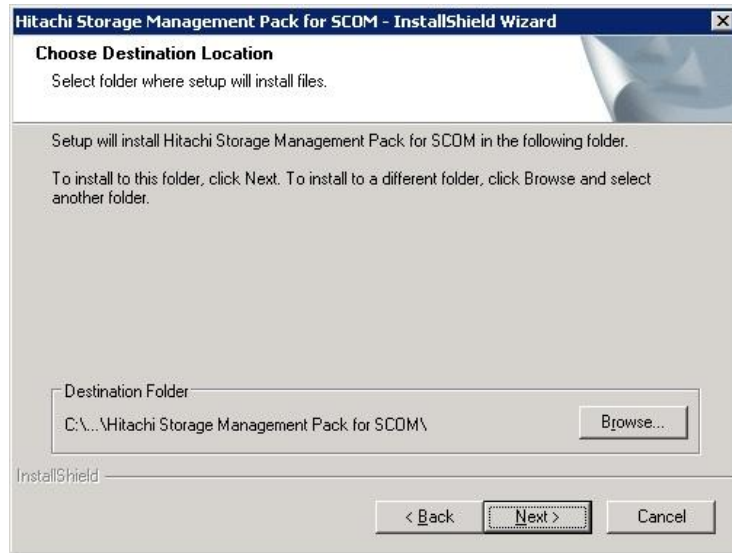 Hitachi Storage Management Pack for SCOM - InstallShield Wizard
Choose Destination Location
Select folder where setup will install files.
Setup will install Hitachi Storage Management Pack for SCOM in the following folder.
To install to this folder, click Next. To install to a different folder, click Browse and select
another folder.
Destination Folder
C:\...\Hitachi Storage Management Pack for SCOM\
Browse...
InstallShield
< Back
Next >
Cancel